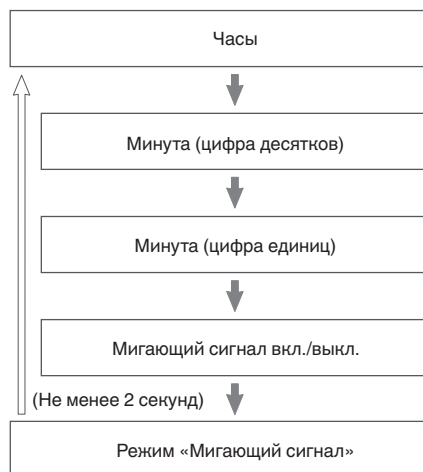 Часы
Минута (цифра десятков)
Минута (цифра единиц)
Мигающий сигнал вкл./выкл.
(Не менее 2 секунд)
Режим «Мигающий сигнал»